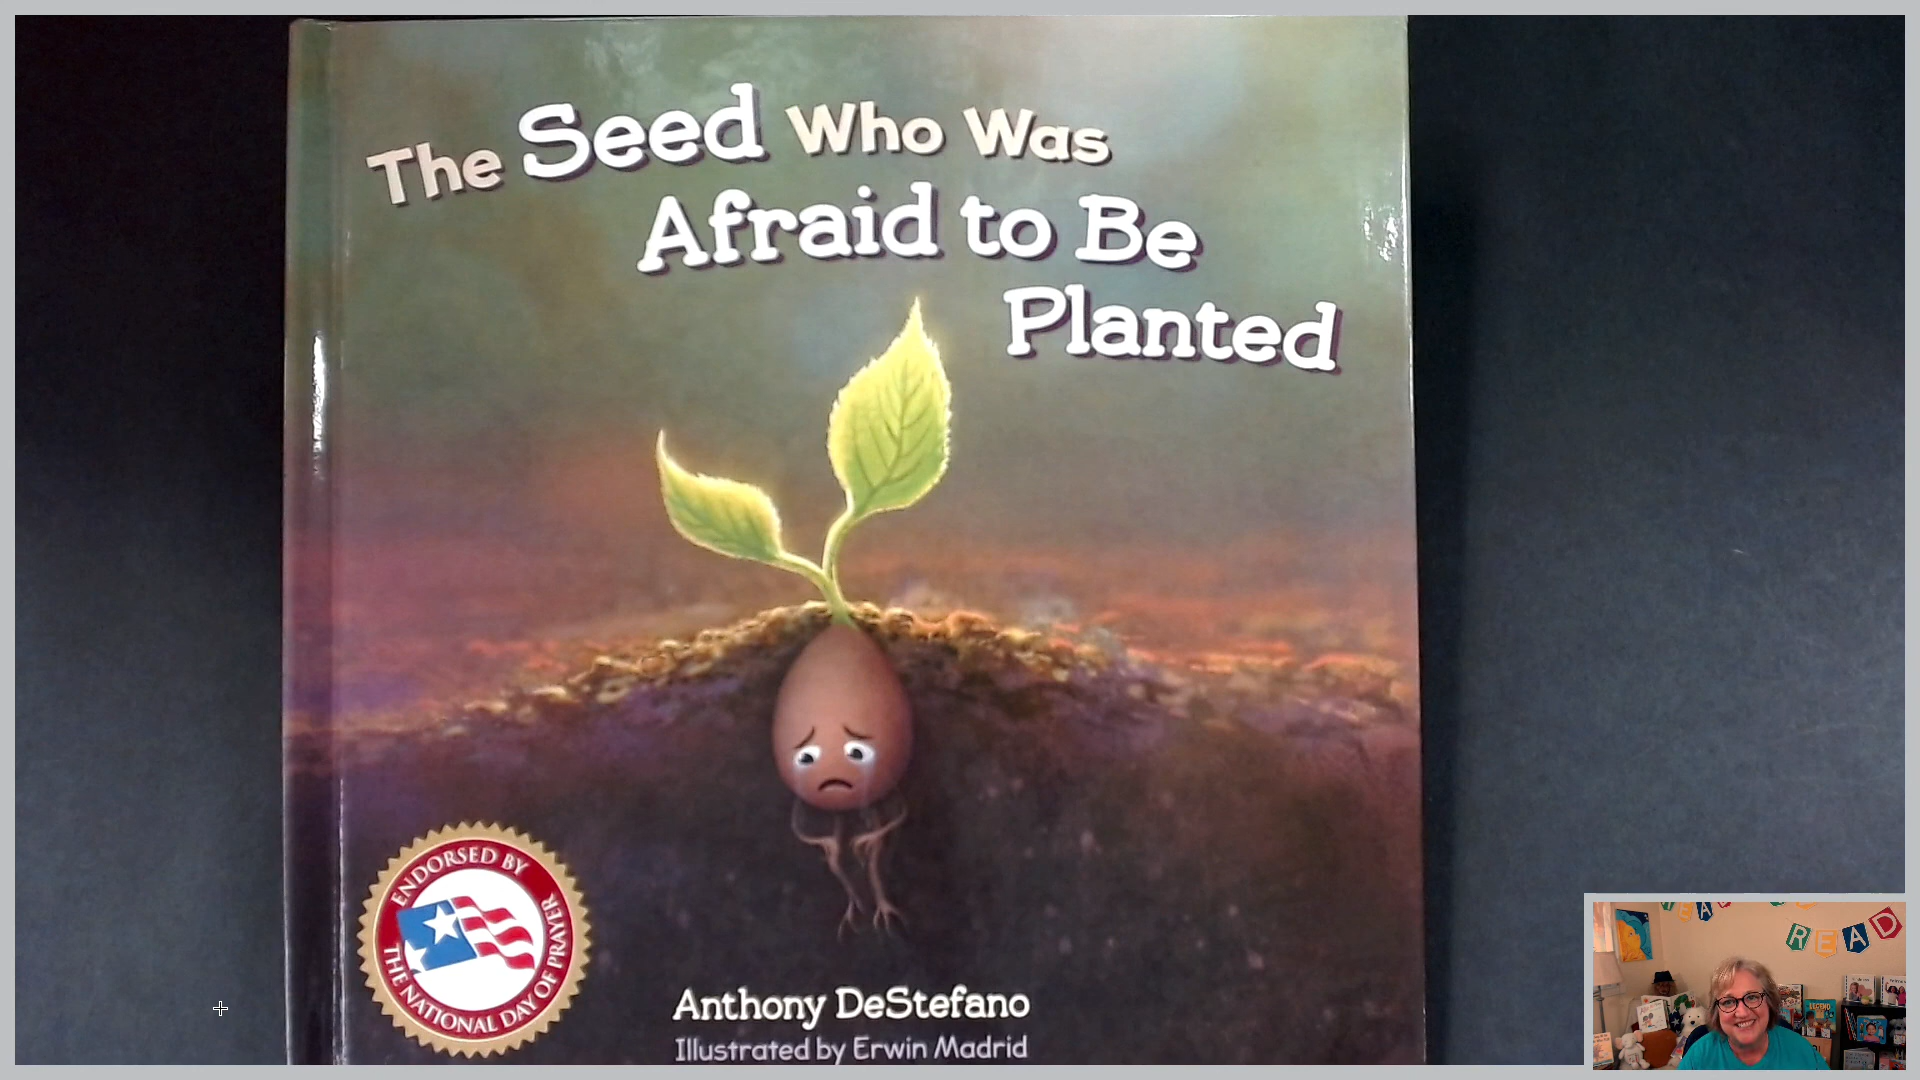 The Seed Who Was
Afraid to Be
Planted
ENDORSED BY
THE NATIONAL DAY OF PRAYER
Anthony DeStefano
Illustrated by Erwin Madrid
READ